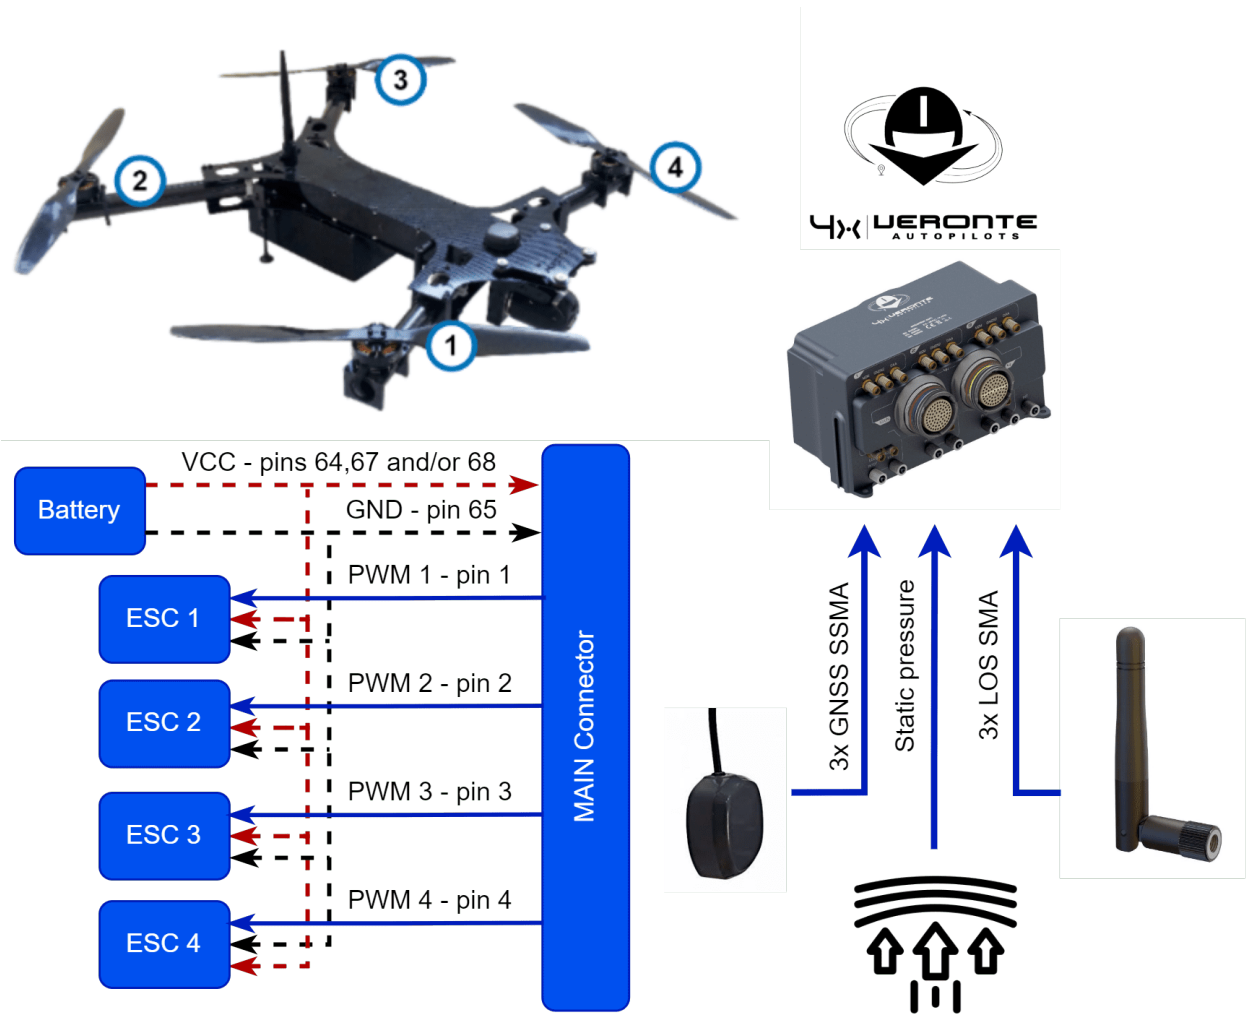 3
2
4
1
4x VERONTE
AUTOPILOTS
4x VERONTE
VCC - pins 64,67 and/or 68
Battery
GND - pin 65
PWM 1 - pin 1
ESC 1
PWM 2 - pin 2
ESC 2
PWM 3 - pin 3
ESC 3
PWM 4 - pin 4
ESC 4
MAIN Connector
3x GNSS SSMA
Static pressure
3x LOS SMA